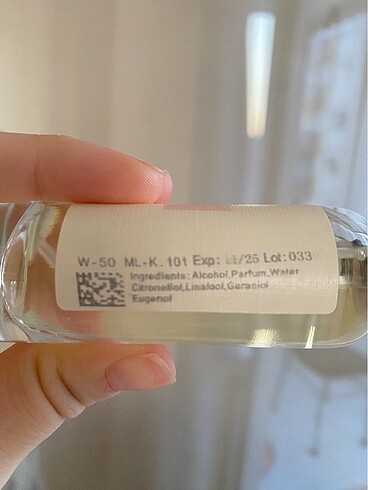 W-50 ML-K.101 Exp: /25 Lot:033
Ingredients:Alcohol,Parfum,Water
Citronellol,Linalool,Geraniol
Eugenol